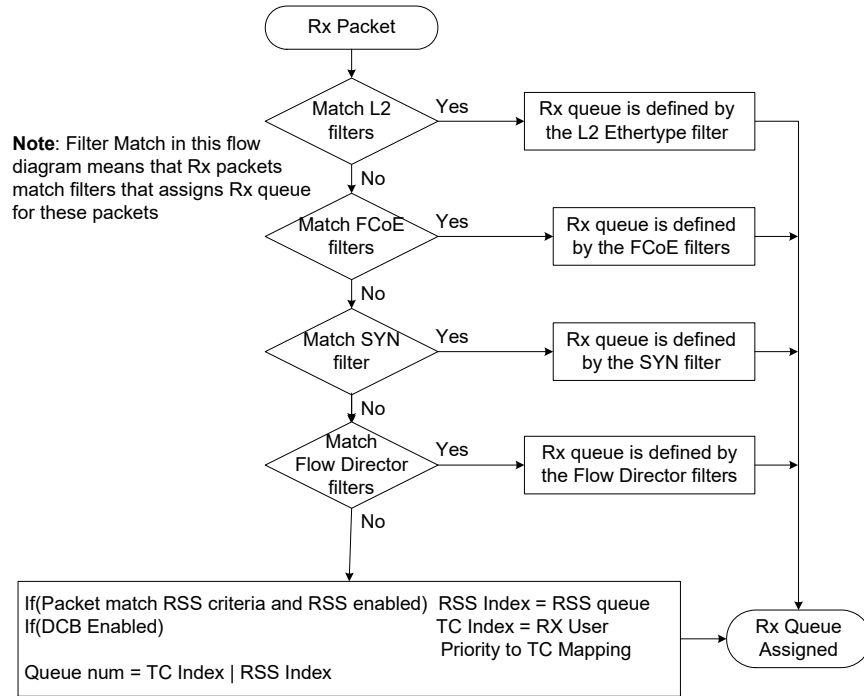 Rx Packet
Match L2
filters
Yes
Rx queue is defined by
the L2 Ethertype filter
Note: Filter Match in this flow
diagram means that Rx packets
match filters that assigns Rx queue
for these packets
No
Match FCoE
filters
Yes
Rx queue is defined
by the FCoE filters
No
Match SYN
filter
Yes
Rx queue is defined
by the SYN filter
No
Match
Flow Director
filters
Yes
Rx queue is defined by
the Flow Director filters
No
If(Packet match RSS criteria and RSS enabled) RSS Index = RSS queue
If(DCB Enabled) TC Index = RX User
Priority to TC Mapping
Queue num = TC Index | RSS Index
Rx Queue
Assigned